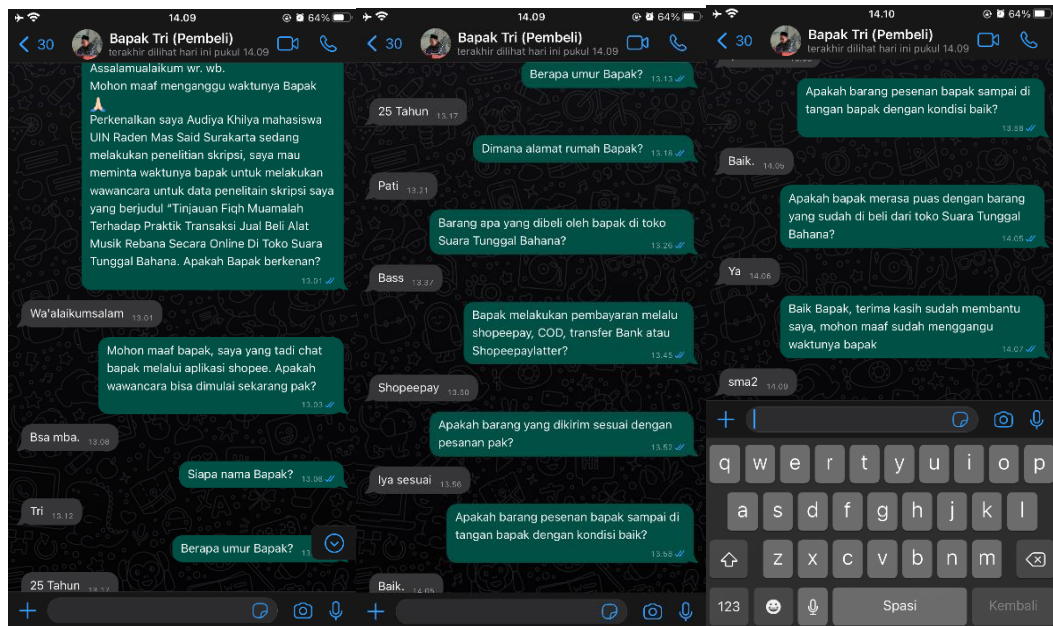 14.09
64%
30
Bapak Tri (Pembeli)
terakhir dilihat hari ini pukul 14.09
Assalamualaikum wr. wb.
Mohon maaf menganggu waktunya Bapak
🙏🏻
Perkenalkan saya Audiya Khilya mahasiswa
UIN Raden Mas Said Surakarta sedang
melakukan penelitian skripsi, saya mau
meminta waktunya bapak untuk melakukan
wawancara untuk data penelitain skripsi saya
yang berjudul “Tinjauan Fiqh Muamalah
Terhadap Praktik Transaksi Jual Beli Alat
Musik Rebana Secara Online Di Toko Suara
Tunggal Bahana. Apakah Bapak berkenan?
13.01
Wa'alaikumsalam 13.01
Mohon maaf bapak, saya yang tadi chat
bapak melalui aplikasi shopee. Apakah
wawancara bisa dimulai sekarang pak?
13.03
Bsa mba. 13.08
Siapa nama Bapak? 13.08
Tri 13.12
Berapa umur Bapak?
25 Tahun 13.17
14.09
64%
30
Bapak Tri (Pembeli)
terakhir dilihat hari ini pukul 14.09
Berapa umur Bapak? 13.13
25 Tahun 13.17
Dimana alamat rumah Bapak? 13.18
Pati 13.21
Barang apa yang dibeli oleh bapak di toko
Suara Tunggal Bahana? 13.26
Bass 13.37
Bapak melakukan pembayaran melalu
shopeepay, COD, transfer Bank atau
Shopeepaylatter? 13.45
Shopeepay 13.50
Apakah barang yang dikirim sesuai dengan
pesanan pak? 13.52
Iya sesuai 13.56
Apakah barang pesenan bapak sampai di
tangan bapak dengan kondisi baik?
13.58
Baik. 14.05
14.10
64%
30
Bapak Tri (Pembeli)
terakhir dilihat hari ini pukul 14.09
Apakah barang pesenan bapak sampai di
tangan bapak dengan kondisi baik?
13.58
Baik. 14.05
Apakah bapak merasa puas dengan barang
yang sudah di beli dari toko Suara Tunggal
Bahana? 14.05
Ya 14.06
Baik Bapak, terima kasih sudah membantu
saya, mohon maaf sudah menggangu
waktunya bapak 14.07
sma2 14.09
q w e r t y u i o p
a s d f g h j k l
z x c v b n m
123 Spasi Kembali